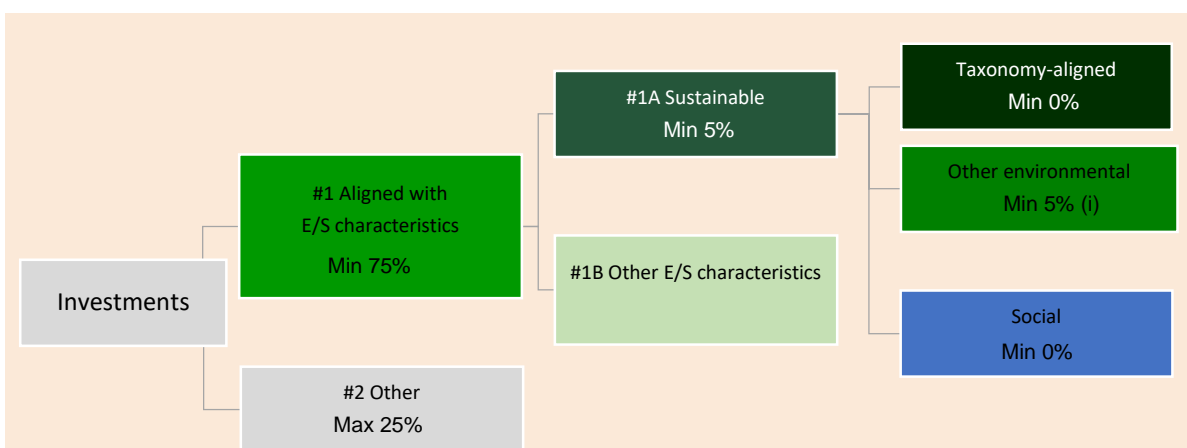 Investments
#1 Aligned with
E/S characteristics
Min 75%
#2 Other
Max 25%
#1A Sustainable
Min 5%
#1B Other E/S characteristics
Taxonomy-aligned
Min 0%
Other environmental
Min 5% (i)
Social
Min 0%